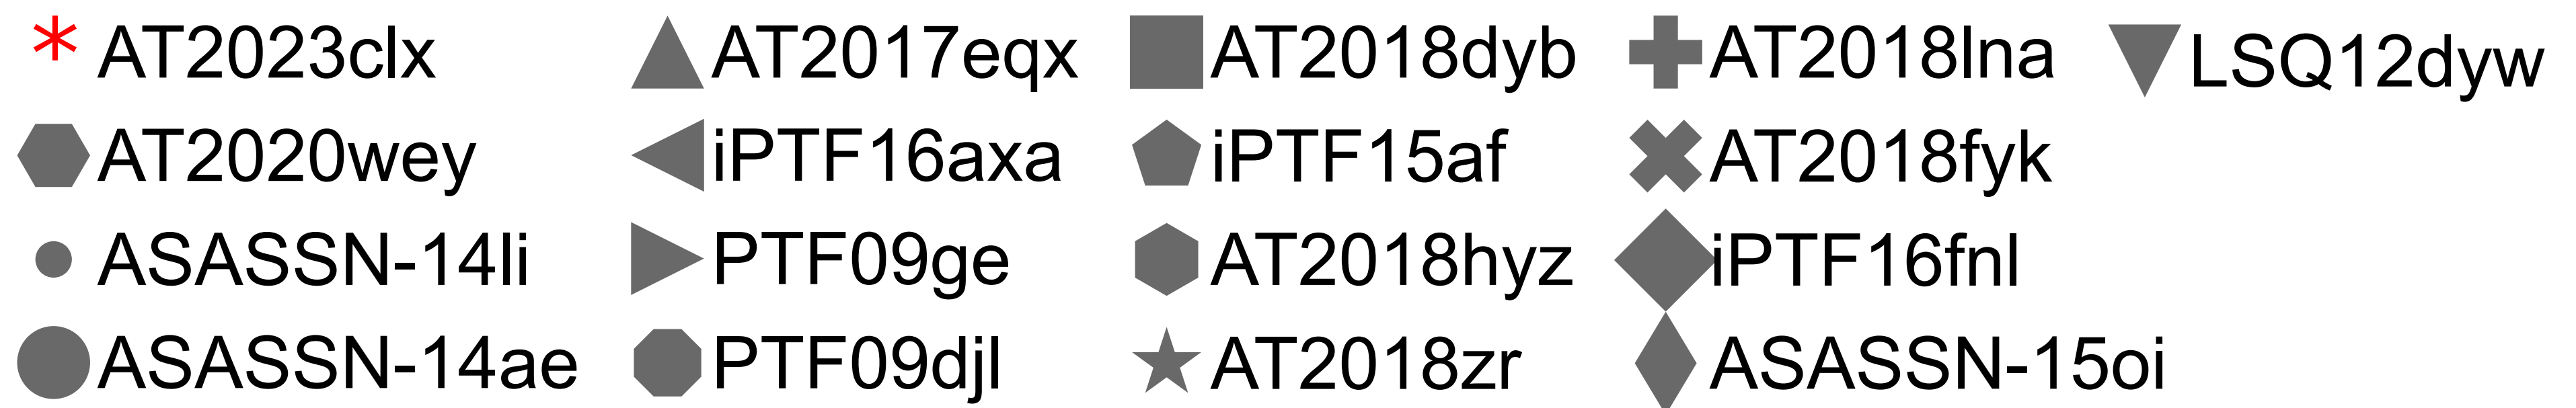 AT2023clx AT2017eqx AT2018dyb AT2018lna LSQ12dyw
AT2020wey iPTF16axa iPTF15af AT2018fyk
ASASSN-14li PTF09ge AT2018hyz iPTF16fnl
ASASSN-14ae PTF09djl AT2018zr ASASSN-15oi